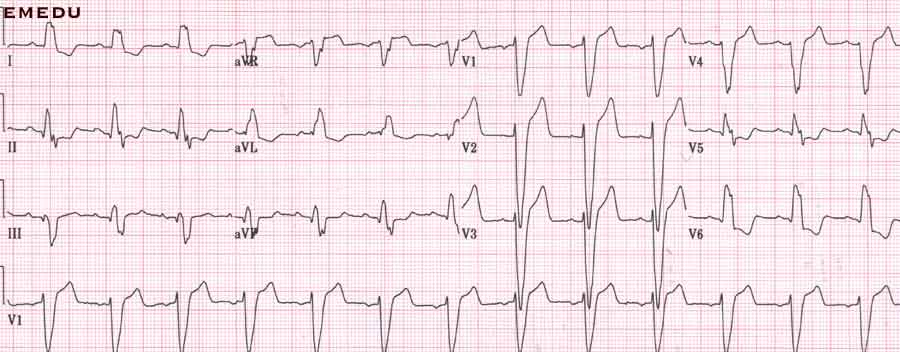 EMEDU
I aVR V1 V4
II aVL V2 V5
III aVF V3 V6
V1